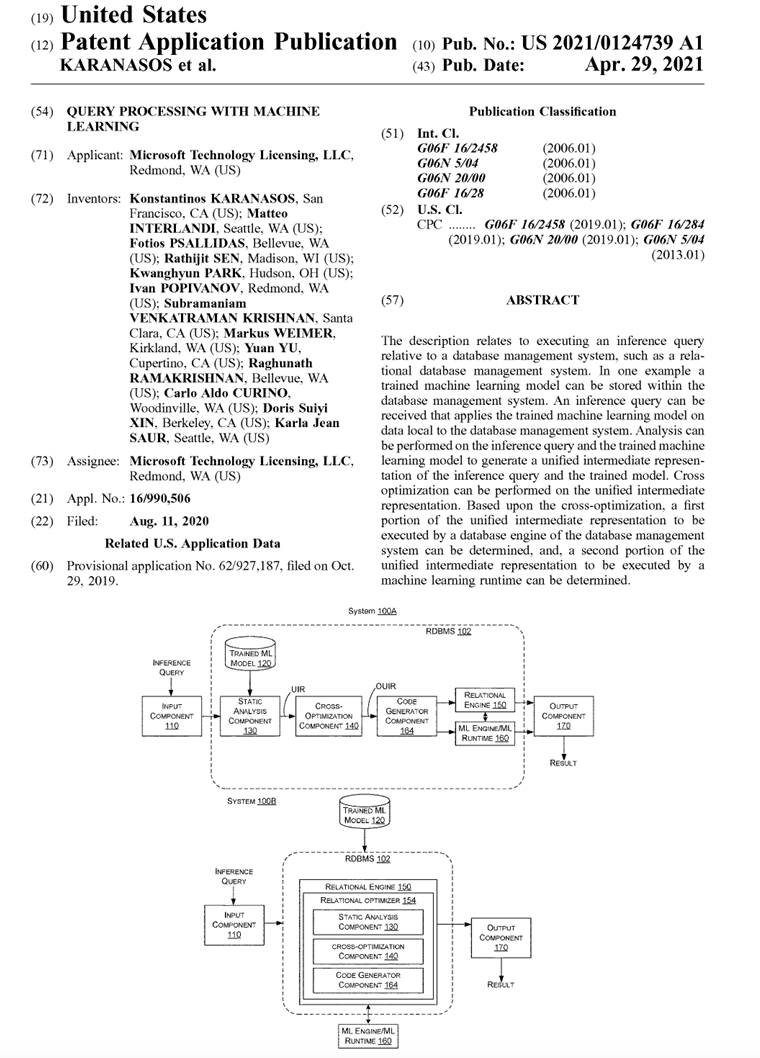 (19) United States
(12) Patent Application Publication (10) Pub. No.: US 2021/0124739 A1
KARANASOS et al. (43) Pub. Date: Apr. 29, 2021
(54) QUERY PROCESSING WITH MACHINE
LEARNING
(71) Applicant: Microsoft Technology Licensing, LLC,
Redmond, WA (US)
(72) Inventors: Konstantinos KARANASOS, San
Francisco, CA (US); Matteo
INTERLANDI, Seattle, WA (US);
Fotios PSALLIDAS, Bellevue, WA
(US); Rathijit SEN, Madison, WI (US);
Kwanghyun PARK, Hudson, OH (US);
Ivan POPIVANOV, Redmond, WA
(US); Subramaniam
VENKATRAMAN KRISHNAN, Santa
Clara, CA (US); Markus WEIMER,
Kirkland, WA (US); Yuan YU,
Cupertino, CA (US); Raghunath
RAMAKRISHNAN, Bellevue, WA
(US); Carlo Aldo CURINO,
Woodinville, WA (US); Doris Suiyi
XIN, Berkeley, CA (US); Karla Jean
SAUR, Seattle, WA (US)
(73) Assignee: Microsoft Technology Licensing, LLC,
Redmond, WA (US)
(21) Appl. No.: 16/990,506
(22) Filed: Aug. 11, 2020
Related U.S. Application Data
(60) Provisional application No. 62/927,187, filed on Oct.
29, 2019.
Publication Classification
(51) Int. Cl.
G06F 16/2458 (2006.01)
G06N 5/04 (2006.01)
G06N 20/00 (2006.01)
G06F 16/28 (2006.01)
(52) U.S. Cl.
CPC ........ G06F 16/2458 (2019.01); G06F 16/284
(2019.01); G06N 20/00 (2019.01); G06N 5/04
(2013.01)
(57) ABSTRACT
The description relates to executing an inference query
relative to a database management system, such as a rela-
tional database management system. In one example a
trained machine learning model can be stored within the
database management system. An inference query can be
received that applies the trained machine learning model on
data local to the database management system. Analysis can
be performed on the inference query and the trained machine
learning model to generate a unified intermediate represen-
tation of the inference query and the trained model. Cross
optimization can be performed on the unified intermediate
representation. Based upon the cross-optimization, a first
portion of the unified intermediate representation to be
executed by a database engine of the database management
system can be determined, and, a second portion of the
unified intermediate representation to be executed by a
machine learning runtime can be determined.
System 100A
RDBMS 102
TRAINED ML
MODEL 120
INFERENCE
QUERY
INPUT
COMPONENT
110
STATIC
ANALYSIS
COMPONENT
130
UIR
CROSS-
OPTIMIZATION
COMPONENT 140
OUIR
CODE
GENERATOR
COMPONENT
164
RELATIONAL
ENGINE 150
ML ENGINE/ML
RUNTIME 160
OUTPUT
COMPONENT
170
RESULT
SYSTEM 100B
TRAINED ML
MODEL 120
RDBMS 102
INFERENCE
QUERY
INPUT
COMPONENT
110
RELATIONAL ENGINE 150
RELATIONAL OPTIMIZER 154
STATIC ANALYSIS
COMPONENT 130
CROSS-OPTIMIZATION
COMPONENT 140
CODE GENERATOR
COMPONENT 164
OUTPUT
COMPONENT
170
RESULT
ML ENGINE/ML
RUNTIME 160